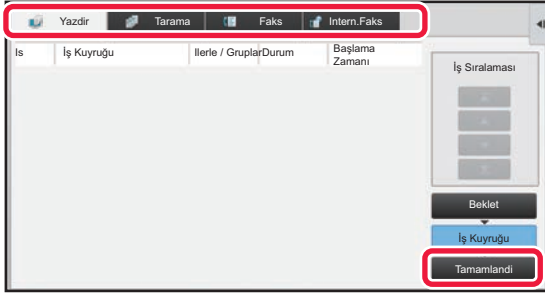 Yazdir Tarama Faks Intern.Faks
Is İş Kuyruğu Ilerle / Gruplar Durum Başlama
Zamanı
İş Sıralaması
Beklet
İş Kuyruğu
Tamamlandi